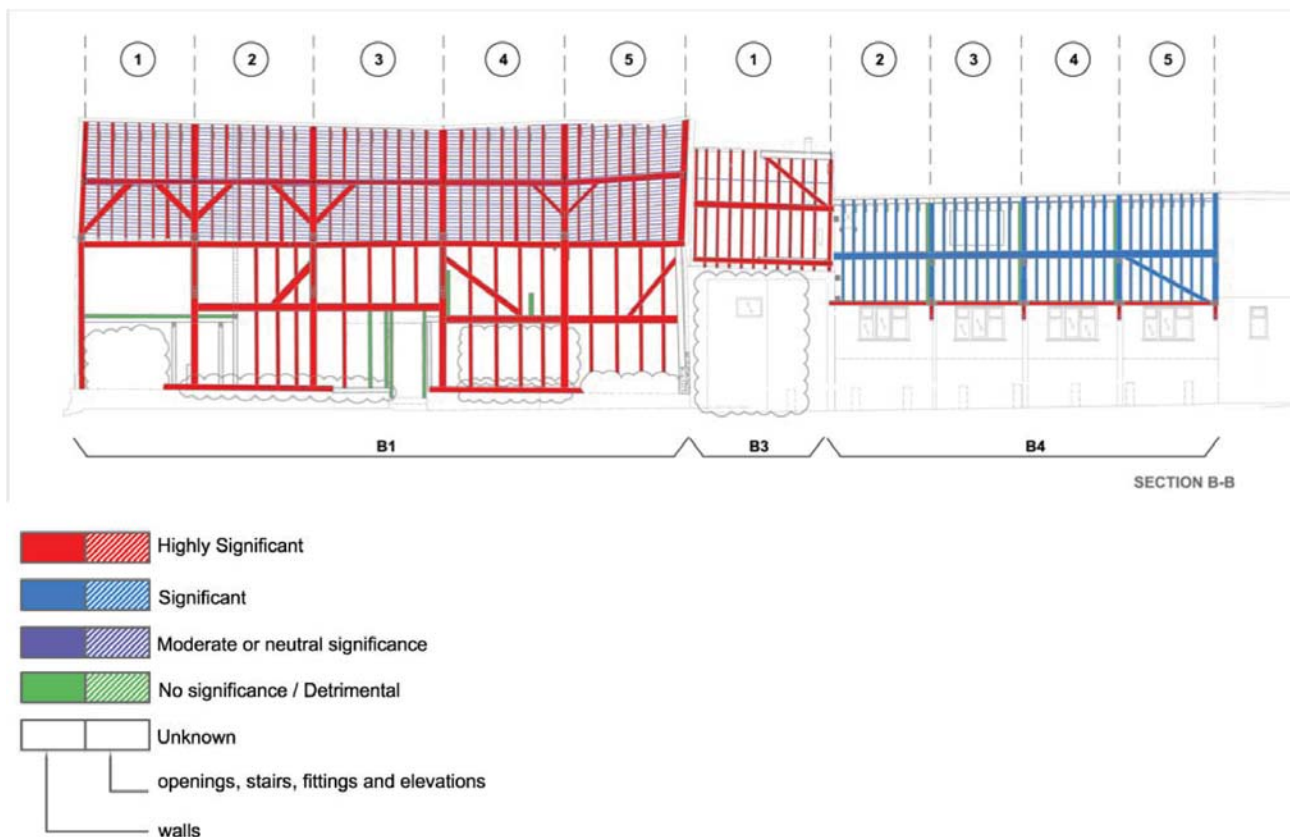 1 2 3 4 5 1 2 3 4 5
B1 B3 B4
SECTION B-B
Highly Significant
Significant
Moderate or neutral significance
No significance / Detrimental
Unknown
openings, stairs, fittings and elevations
walls